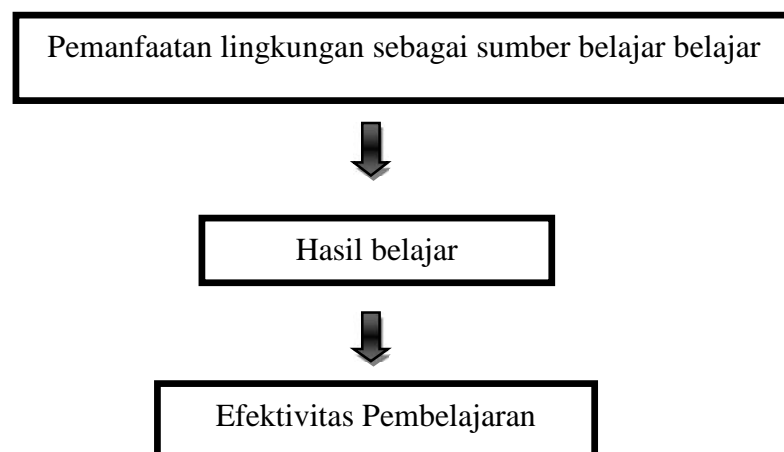 Pemanfaatan lingkungan sebagai sumber belajar belajar
Hasil belajar
Efektivitas Pembelajaran